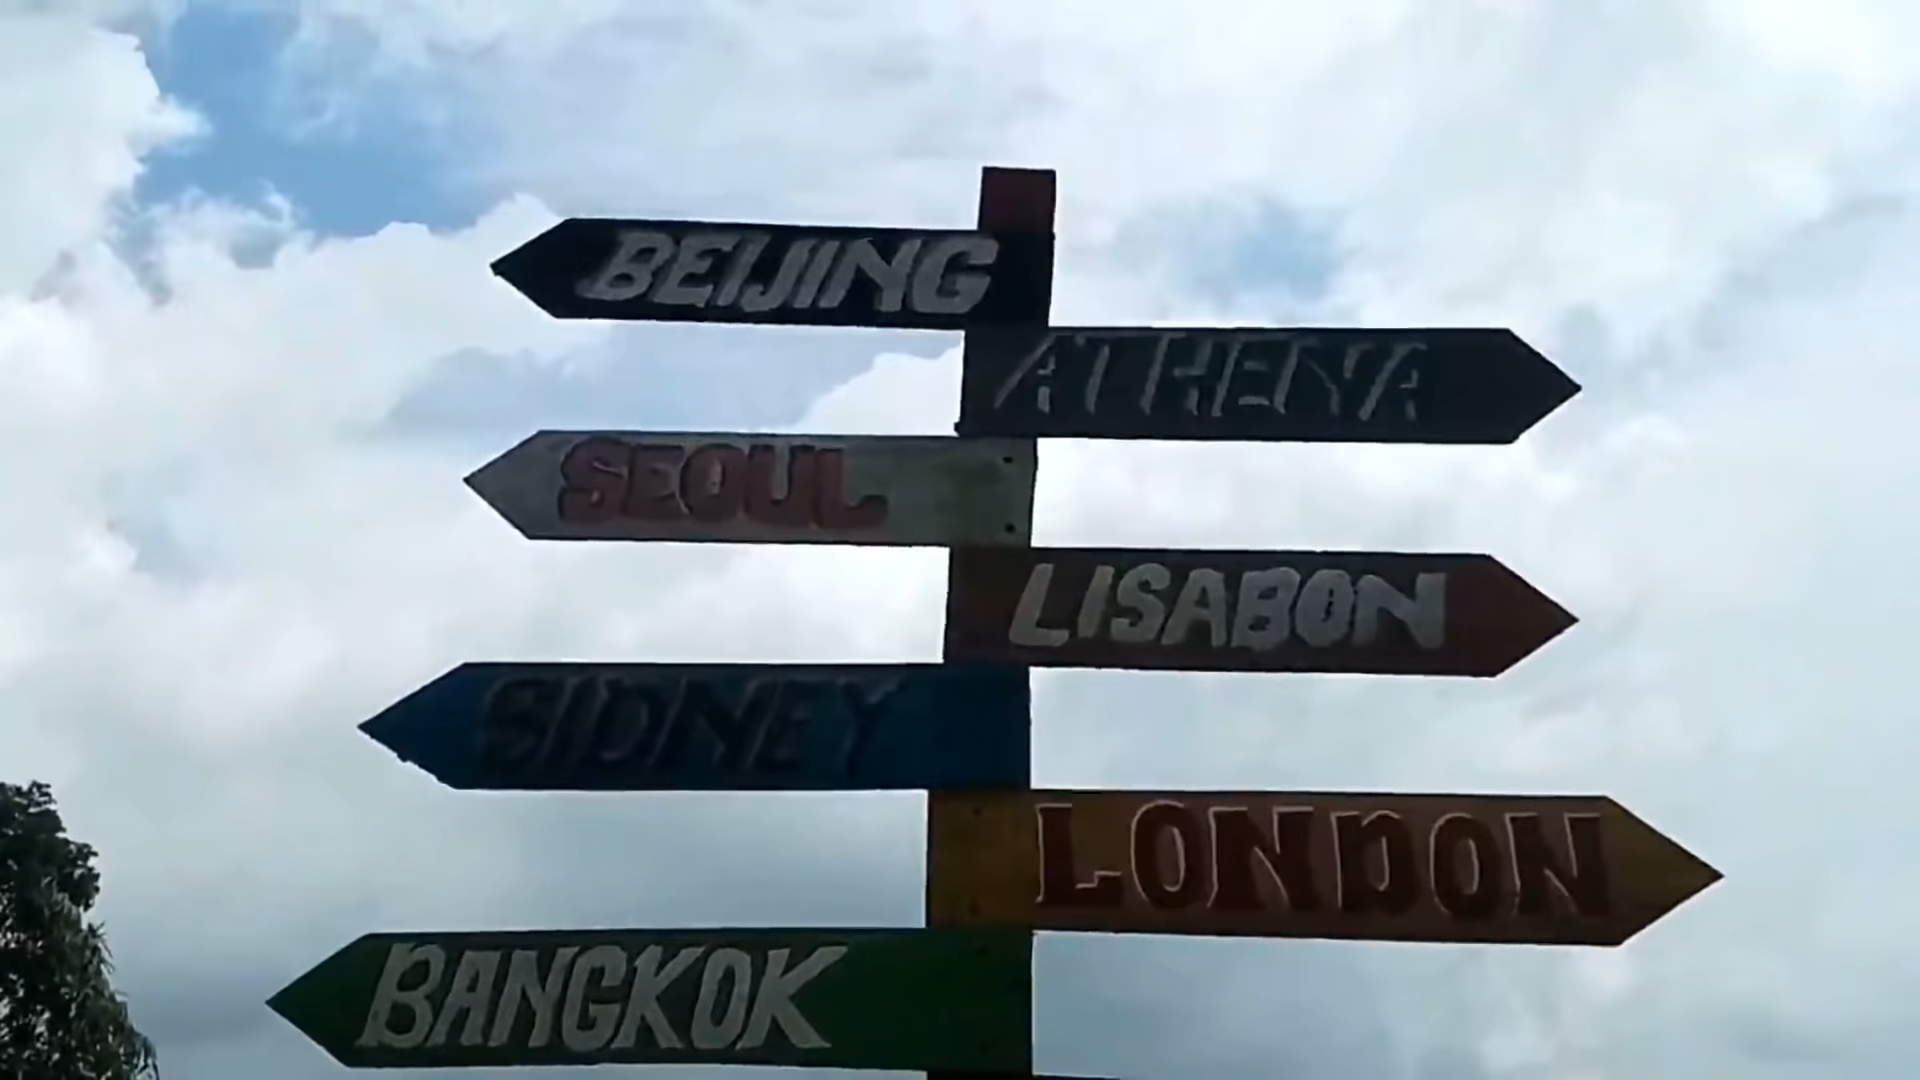 BEIJING
ATHENA
SEOUL
LISABON
SIDNEY
LONDON
BANGKOK